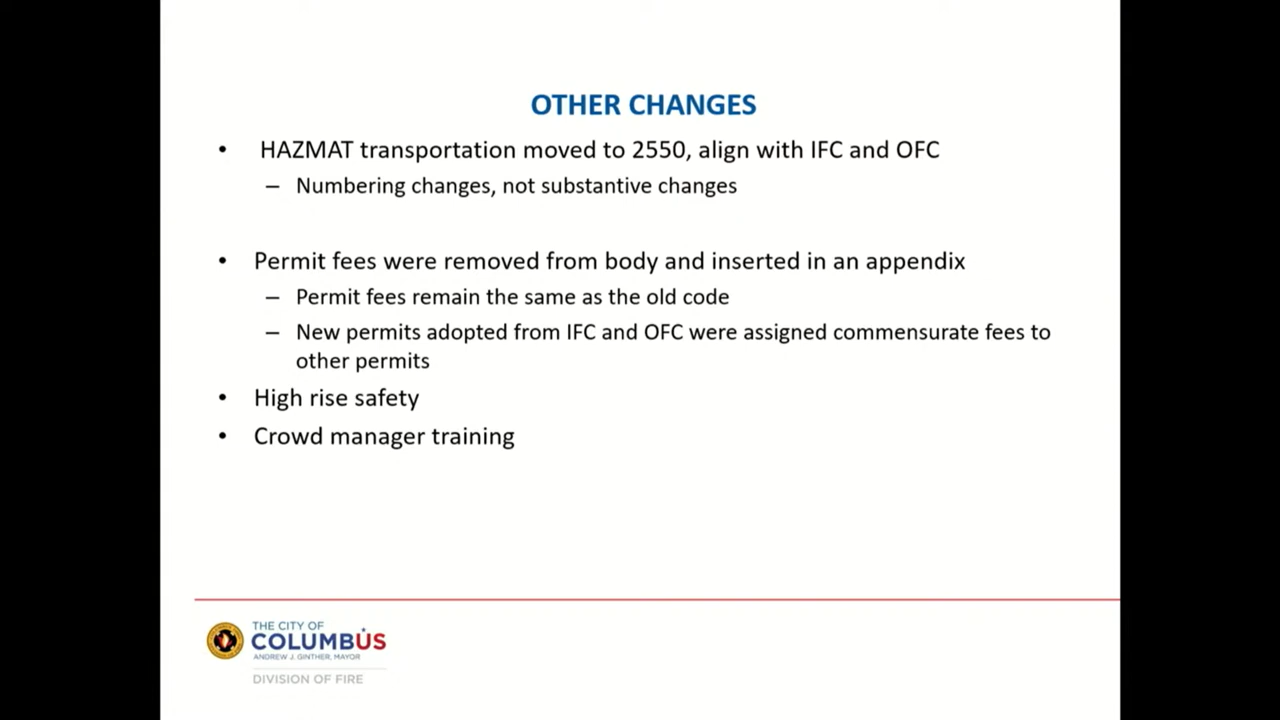 OTHER CHANGES
• HAZMAT transportation moved to 2550, align with IFC and OFC
– Numbering changes, not substantive changes
• Permit fees were removed from body and inserted in an appendix
– Permit fees remain the same as the old code
– New permits adopted from IFC and OFC were assigned commensurate fees to
other permits
• High rise safety
• Crowd manager training
THE CITY OF
COLUMBUS
ANDREW J. GINTHER, MAYOR
DIVISION OF FIRE